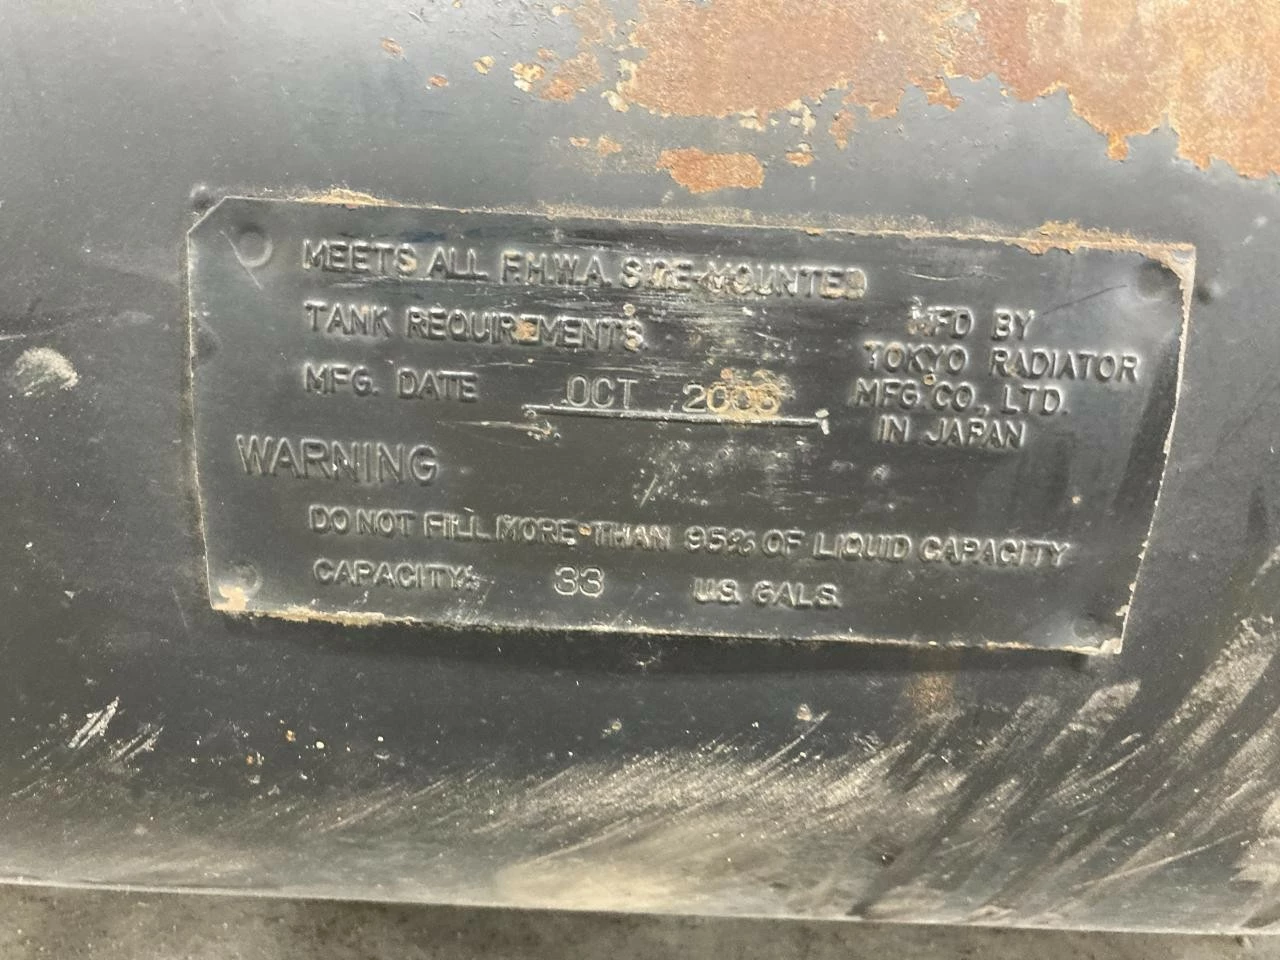 MEETS ALL F.H.W.A. SIDE-MOUNTED
TANK REQUIREMENTS.
MFG. DATE OCT
MFD BY
TOKYO RADIATOR
MFG. CO., LTD.
IN JAPAN
WARNING
DO NOT FILL MORE THAN 95% OF LIQUID CAPACITY
CAPACITY: 33 U.S. GALS.